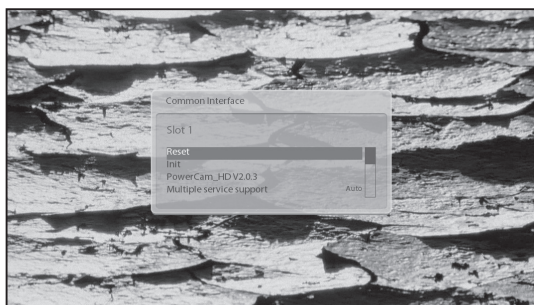 Common Interface
Slot 1
Reset
Init
PowerCam_HD V2.0.3
Multiple service support Auto